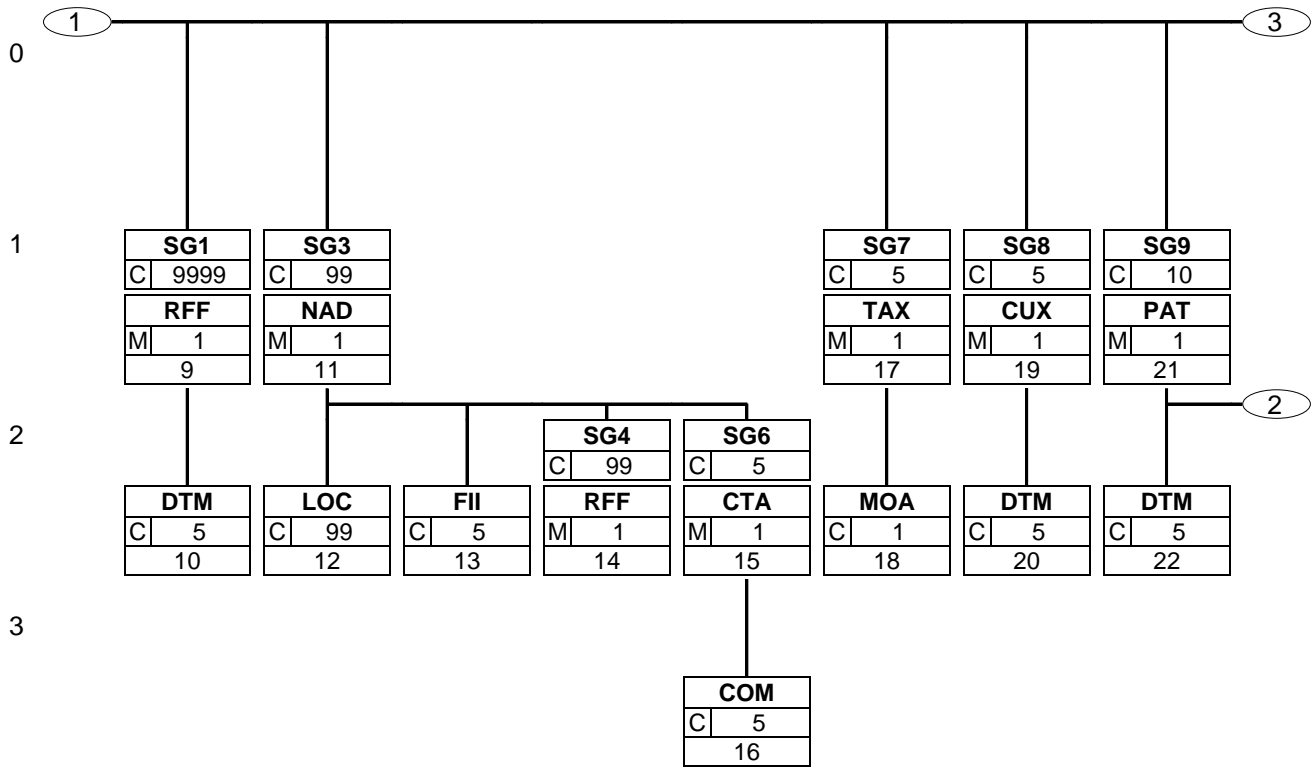 1 3
0
1
SG1 SG3 SG7 SG8 SG9
C 9999 C 99 C 5 C 5 C 10
RFF NAD TAX CUX PAT
M 1 M 1 M 1 M 1 M 1
9 11 17 19 21
2
2
SG4 SG6
C 99 C 5
DTM LOC FII RFF CTA MOA DTM DTM
C 5 C 99 C 5 M 1 M 1 C 1 C 5 C 5
10 12 13 14 15 18 20 22
3
COM
C 5
16